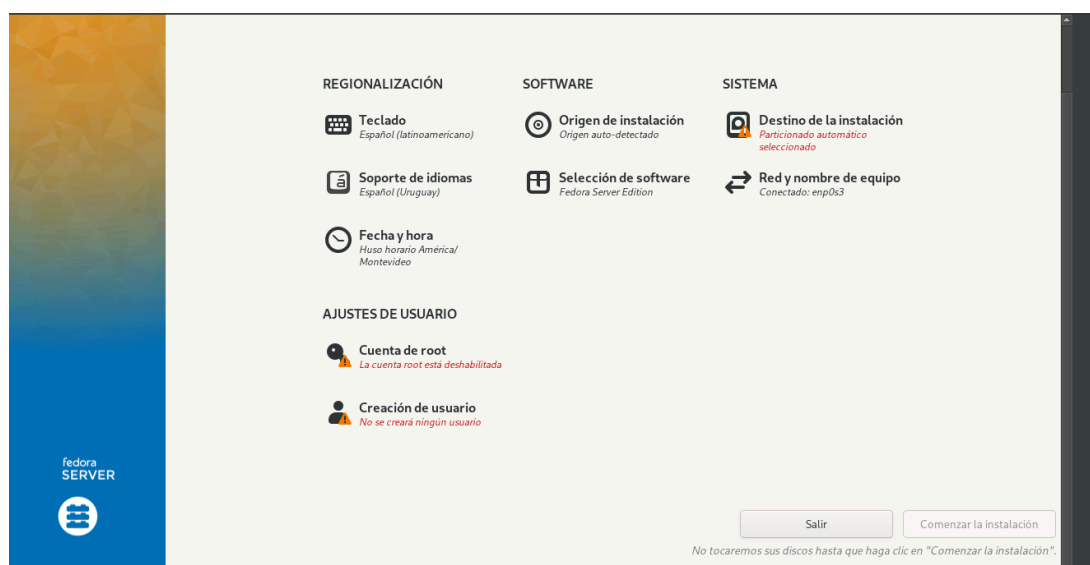 REGIONALIZACIÓN
Teclado
Español (latinoamericano)
Soporte de idiomas
Español (Uruguay)
Fecha y hora
Huso horario América/
Montevideo
SOFTWARE
Origen de instalación
Origen auto-detectado
Selección de software
Fedora Server Edition
SISTEMA
Destino de la instalación
Particionado automático
seleccionado
Red y nombre de equipo
Conectado: enp0s3
AJUSTES DE USUARIO
Cuenta de root
La cuenta root está deshabilitada
Creación de usuario
No se creará ningún usuario
fedora
SERVER
Salir
Comenzar la instalación
No tocaremos sus discos hasta que haga clic en "Comenzar la instalación".